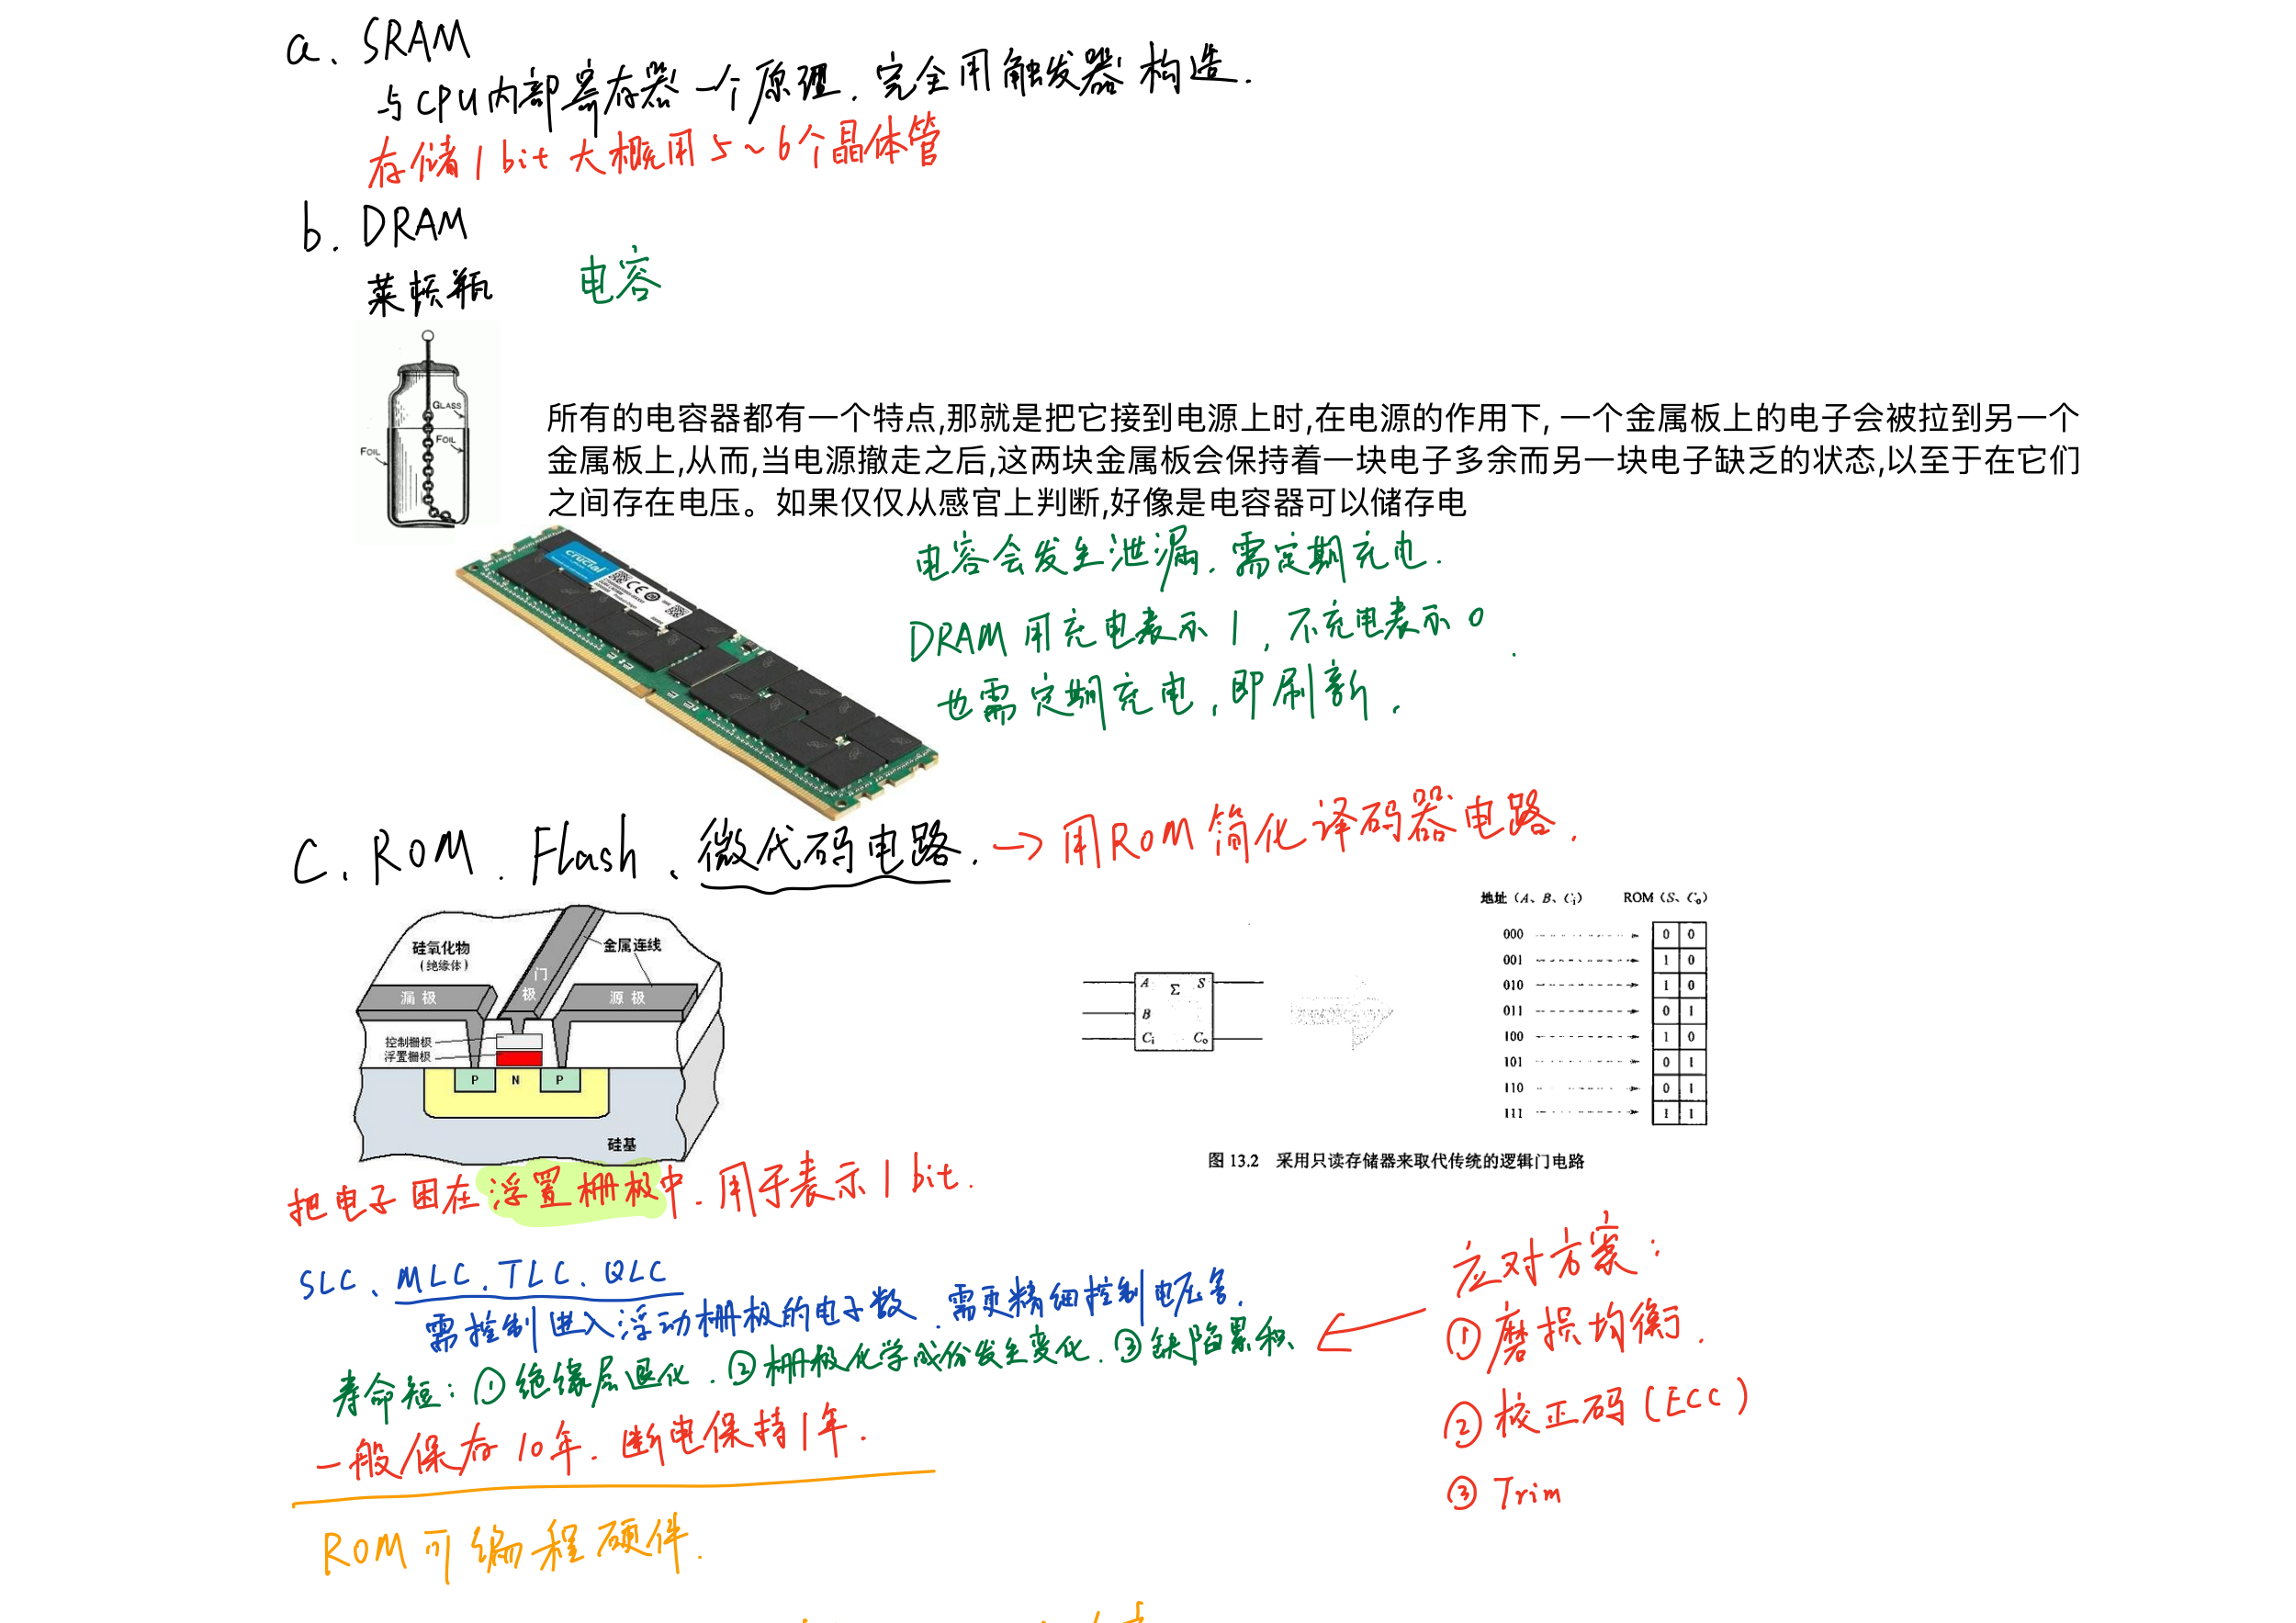 a、SRAM
与CPU内部寄存器一个原理、完全用触发器构造.
存储1bit大概用5~6个晶体管
b. DRAM
莱顿瓶 电容
GLASS
FOIL
FOIL
所有的电容器都有一个特点,那就是把它接到电源上时,在电源的作用下, 一个金属板上的电子会被拉到另一个
金属板上,从而,当电源撤走之后,这两块金属板会保持着一块电子多余而另一块电子缺乏的状态,以至于在它们
之间存在电压。如果仅仅从感官上判断,好像是电容器可以储存电
crucial
电容会发生泄漏、需定期充电.
DRAM用充电表示1,不充电表示0
也需定期充电,即刷新.
C、ROM、Flash、微代码电路. →用ROM简化译码器电路.
硅氧化物
(绝缘体)
金属连线
门极
漏极
源极
控制栅极
浮置栅极
P N P
硅基
地址(A、B、Ci) ROM(S、Co)
000 0 0
001 1 0
010 1 0
011 0 1
100 1 0
101 0 1
110 0 1
111 1 1
A Σ S
B
Ci Co
图 13.2 采用只读存储器来取代传统的逻辑门电路
把电子困在浮置栅极中.用于表示1bit.
SLC、MLC、TLC、QLC
需控制进入浮动栅极的电子数、需更精细控制电压等.
寿命短:①绝缘层退化.②栅极化学成份发生变化.③缺陷累积、
一般保存10年.断电保持1年.
应对方案:
①磨损均衡.
②校正码(ECC)
③Trim
ROM可编程硬件.